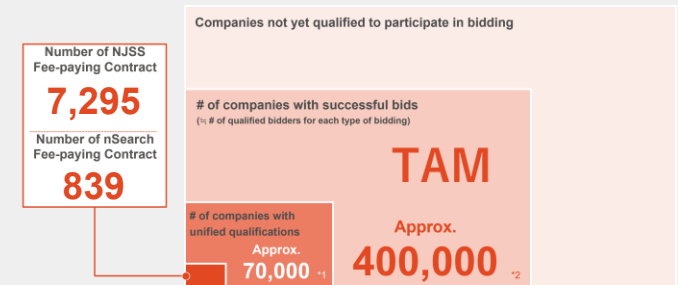 Companies not yet qualified to participate in bidding
Number of NJSS
Fee-paying Contract
7,295
Number of nSearch
Fee-paying Contract
839
# of companies with successful bids
(≒ # of qualified bidders for each type of bidding)
TAM
Approx.
400,000 *2
# of companies with
unified qualifications
Approx.
70,000 *1